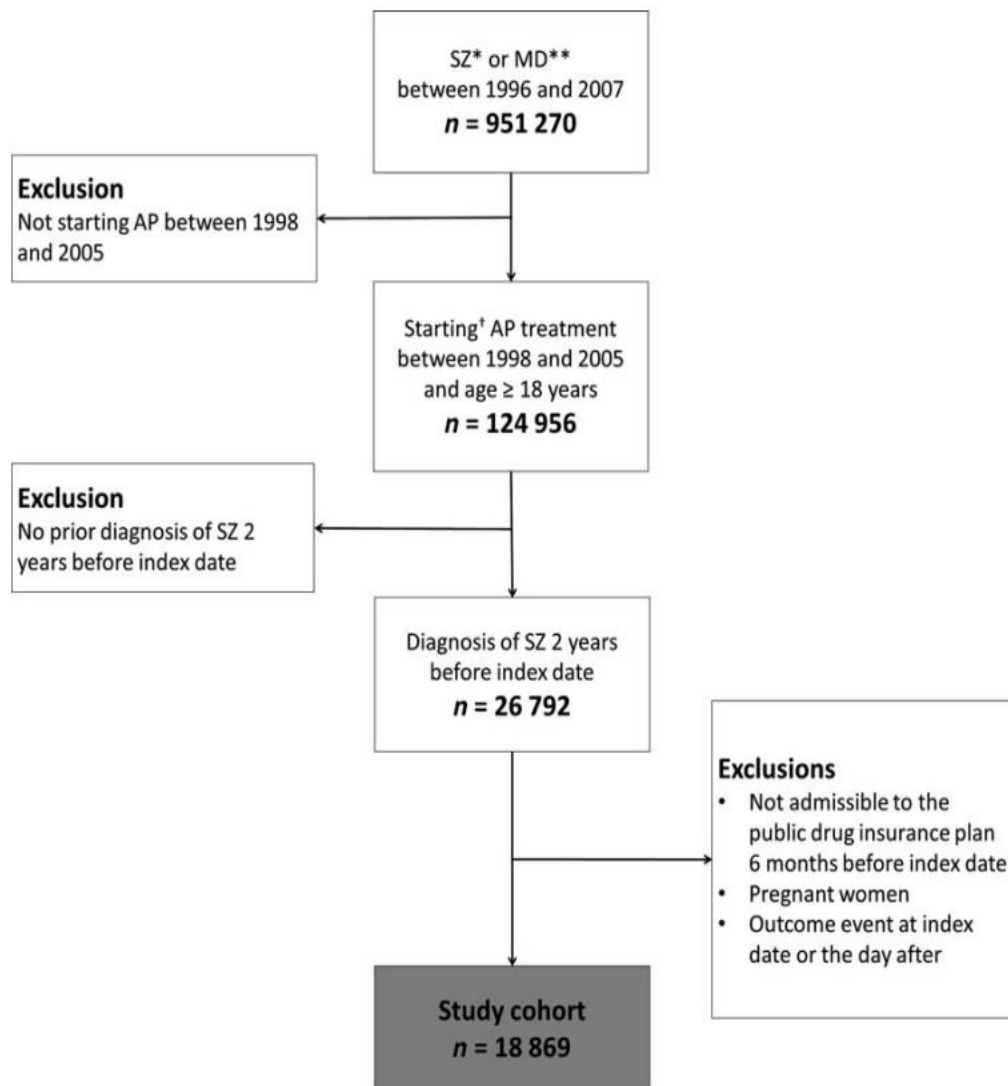 SZ* or MD**
between 1996 and 2007
n = 951 270
Exclusion
Not starting AP between 1998
and 2005
Starting† AP treatment
between 1998 and 2005
and age ≥ 18 years
n = 124 956
Exclusion
No prior diagnosis of SZ 2
years before index date
Diagnosis of SZ 2 years
before index date
n = 26 792
Exclusions
• Not admissible to the
public drug insurance plan
6 months before index date
• Pregnant women
• Outcome event at index
date or the day after
Study cohort
n = 18 869